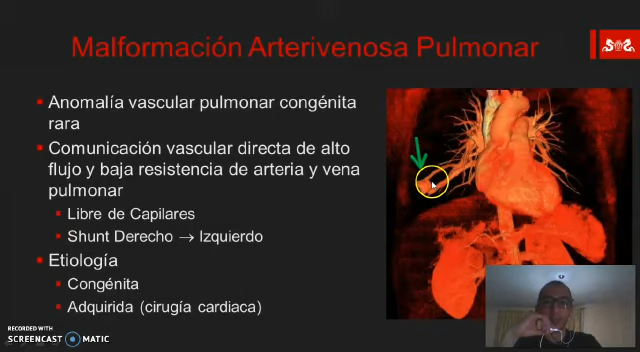 Malformación Arterivenosa Pulmonar
Anomalía vascular pulmonar congénita
rara
Comunicación vascular directa de alto
flujo y baja resistencia de arteria y vena
pulmonar
Libre de Capilares
Shunt Derecho → Izquierdo
Etiología
Congénita
Adquirida (cirugía cardiaca)
RECORDED WITH
SCREENCAST MATIC